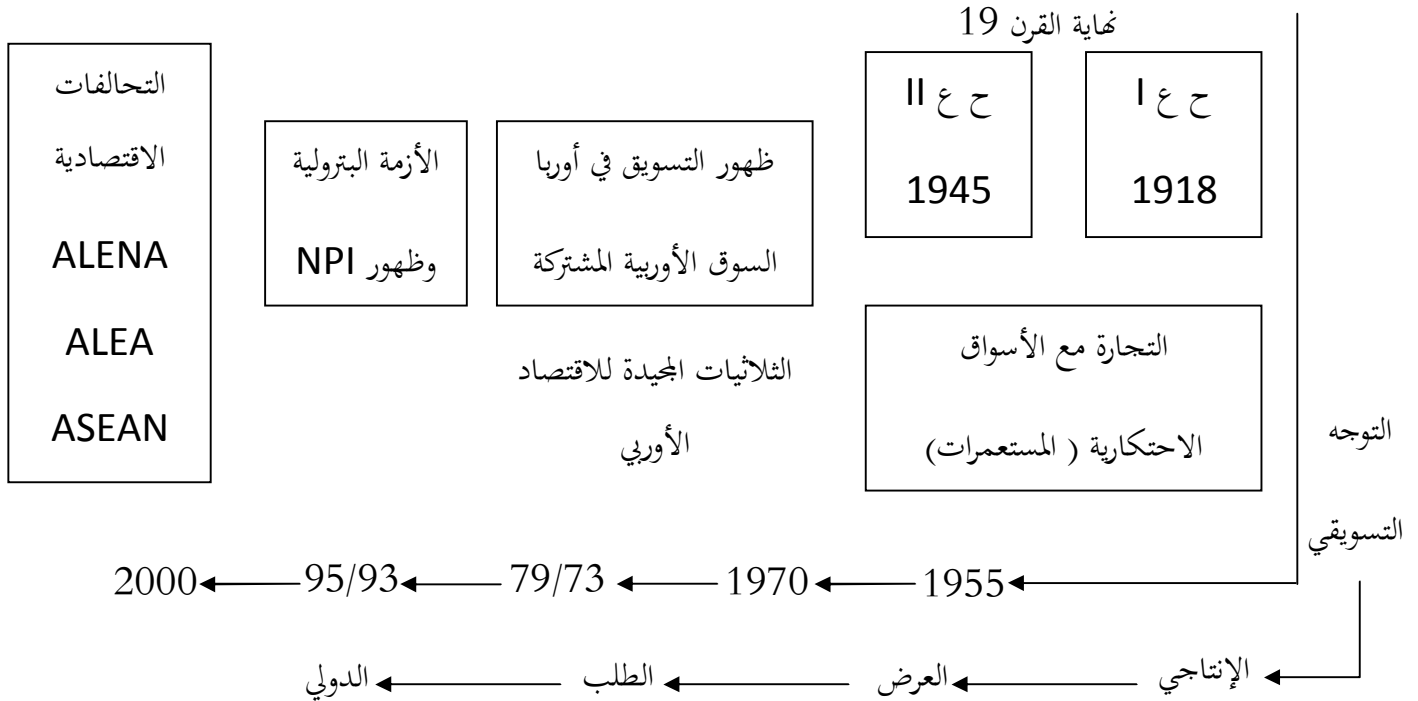 نهاية القرن 19
ح ع I
1918
ح ع II
1945
التجارة مع الأسواق
الاحتكارية ( المستعمرات)
ظهور التسويق في أوربا
السوق الأوربية المشتركة
الثلاثيات المجيدة للاقتصاد
الأوربي
الأزمة البترولية
وظهور NPI
التحالفات
الاقتصادية
ALENA
ALEA
ASEAN
التوجه
التسويقي
1955
1970
79/73
95/93
2000
الإنتاجي
العرض
الطلب
الدولي